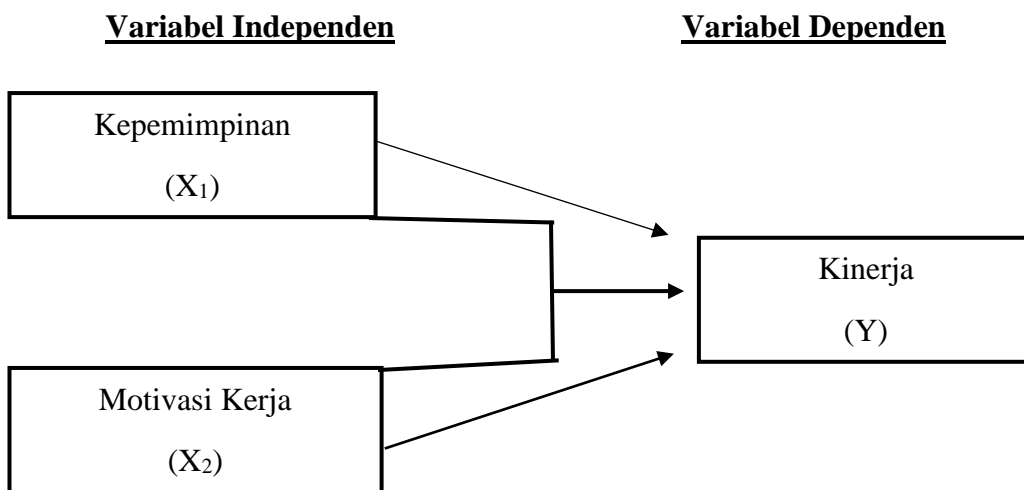 Variabel Independen
Variabel Dependen
Kepemimpinan
(X₁)
Kinerja
(Y)
Motivasi Kerja
(X₂)